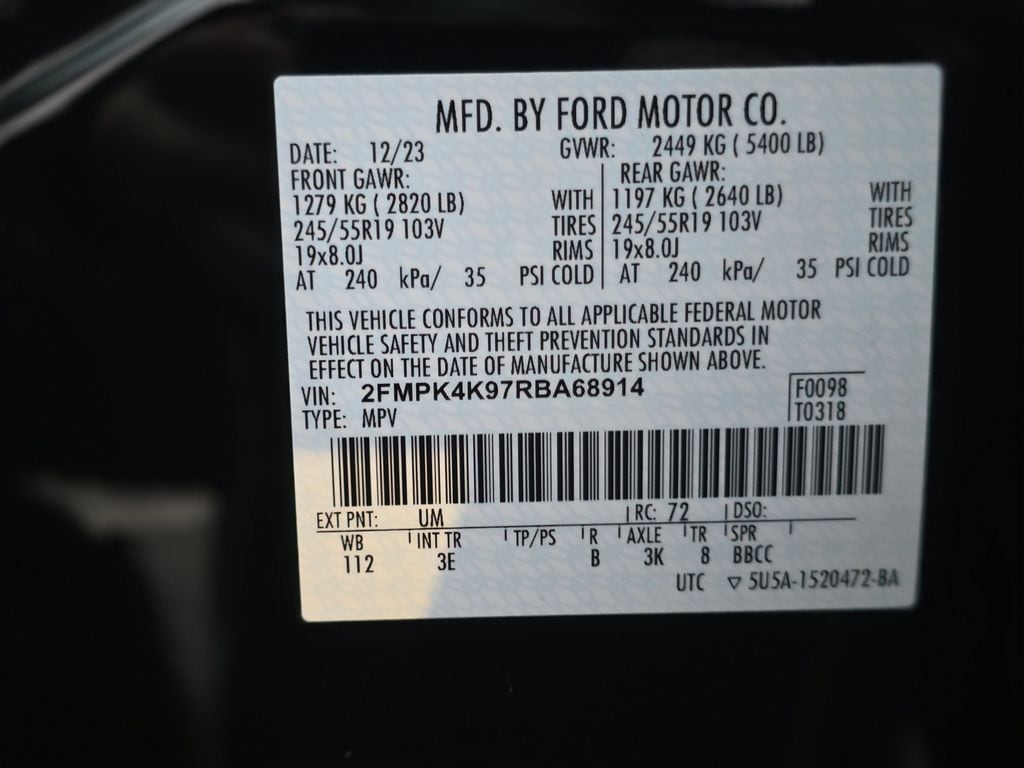 MFD. BY FORD MOTOR CO.
DATE: 12/23 GVWR: 2449 KG ( 5400 LB)
FRONT GAWR: REAR GAWR:
1279 KG ( 2820 LB) WITH 1197 KG ( 2640 LB) WITH
245/55R19 103V TIRES 245/55R19 103V TIRES
19x8.0J RIMS 19x8.0J RIMS
AT 240 kPa/ 35 PSI COLD AT 240 kPa/ 35 PSI COLD
THIS VEHICLE CONFORMS TO ALL APPLICABLE FEDERAL MOTOR
VEHICLE SAFETY AND THEFT PREVENTION STANDARDS IN
EFFECT ON THE DATE OF MANUFACTURE SHOWN ABOVE.
VIN: 2FMPK4K97RBA68914 F0098
TYPE: MPV T0318
EXT PNT: UM RC: 72 DSO:
WB INT TR TP/PS R AXLE TR SPR
112 3E B 3K 8 BBCC
UTC ▽ 5U5A-1520472-BA